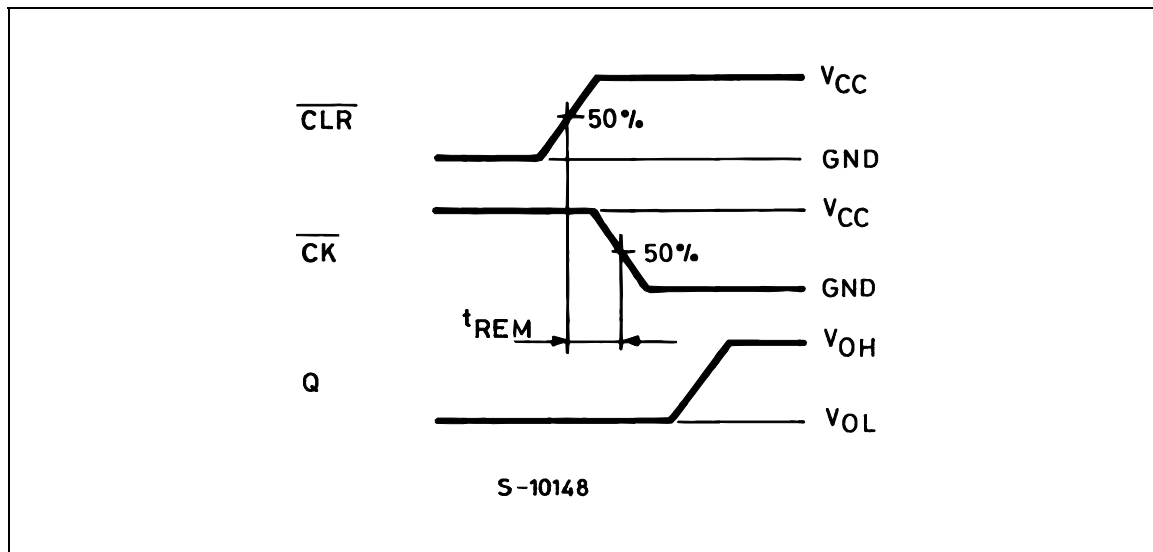 VCC
CLR
50%
GND
VCC
CK
50%
GND
tREM
VOH
Q
VOL
S-10148